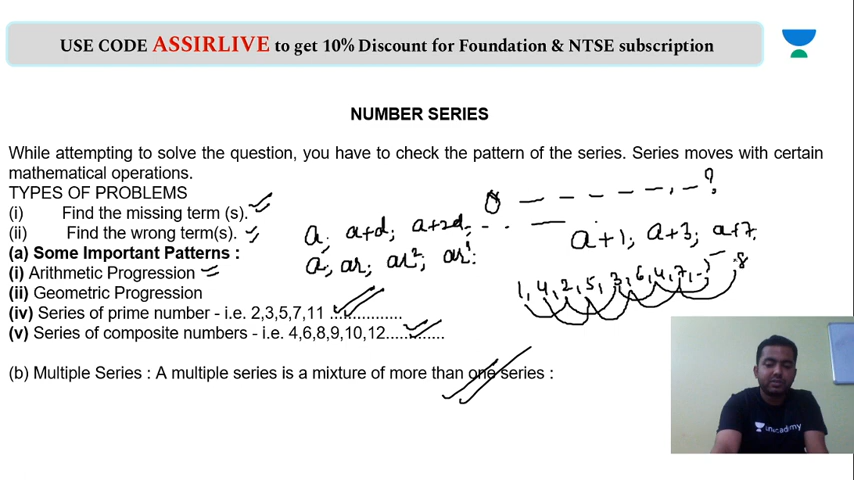 USE CODE ASSIRLIVE to get 10% Discount for Foundation & NTSE subscription
NUMBER SERIES
While attempting to solve the question, you have to check the pattern of the series. Series moves with certain
mathematical operations.
TYPES OF PROBLEMS
(i) Find the missing term (s).
(ii) Find the wrong term(s).
?
a, a+d; a+2d;
a+1; a+3; a+7
(a) Some Important Patterns :
a, ar; ar²;
(i) Arithmetic Progression
(ii) Geometric Progression
1, 4, 2, 5, 3, 6, 4, 7, 8
(iv) Series of prime number - i.e. 2,3,5,7,11 ................
(v) Series of composite numbers - i.e. 4,6,8,9,10,12.............
(b) Multiple Series : A multiple series is a mixture of more than one series :
unacademy